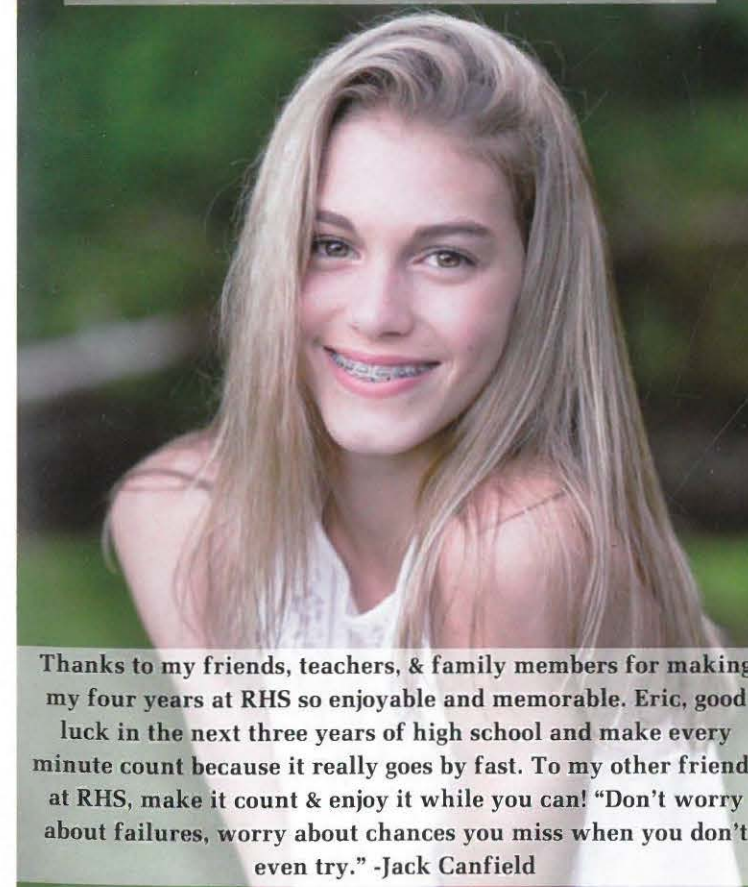 Thanks to my friends, teachers, & family members for making
my four years at RHS so enjoyable and memorable. Eric, good
luck in the next three years of high school and make every
minute count because it really goes by fast. To my other friend
at RHS, make it count & enjoy it while you can! “Don’t worry
about failures, worry about chances you miss when you don’t
even try.” -Jack Canfield